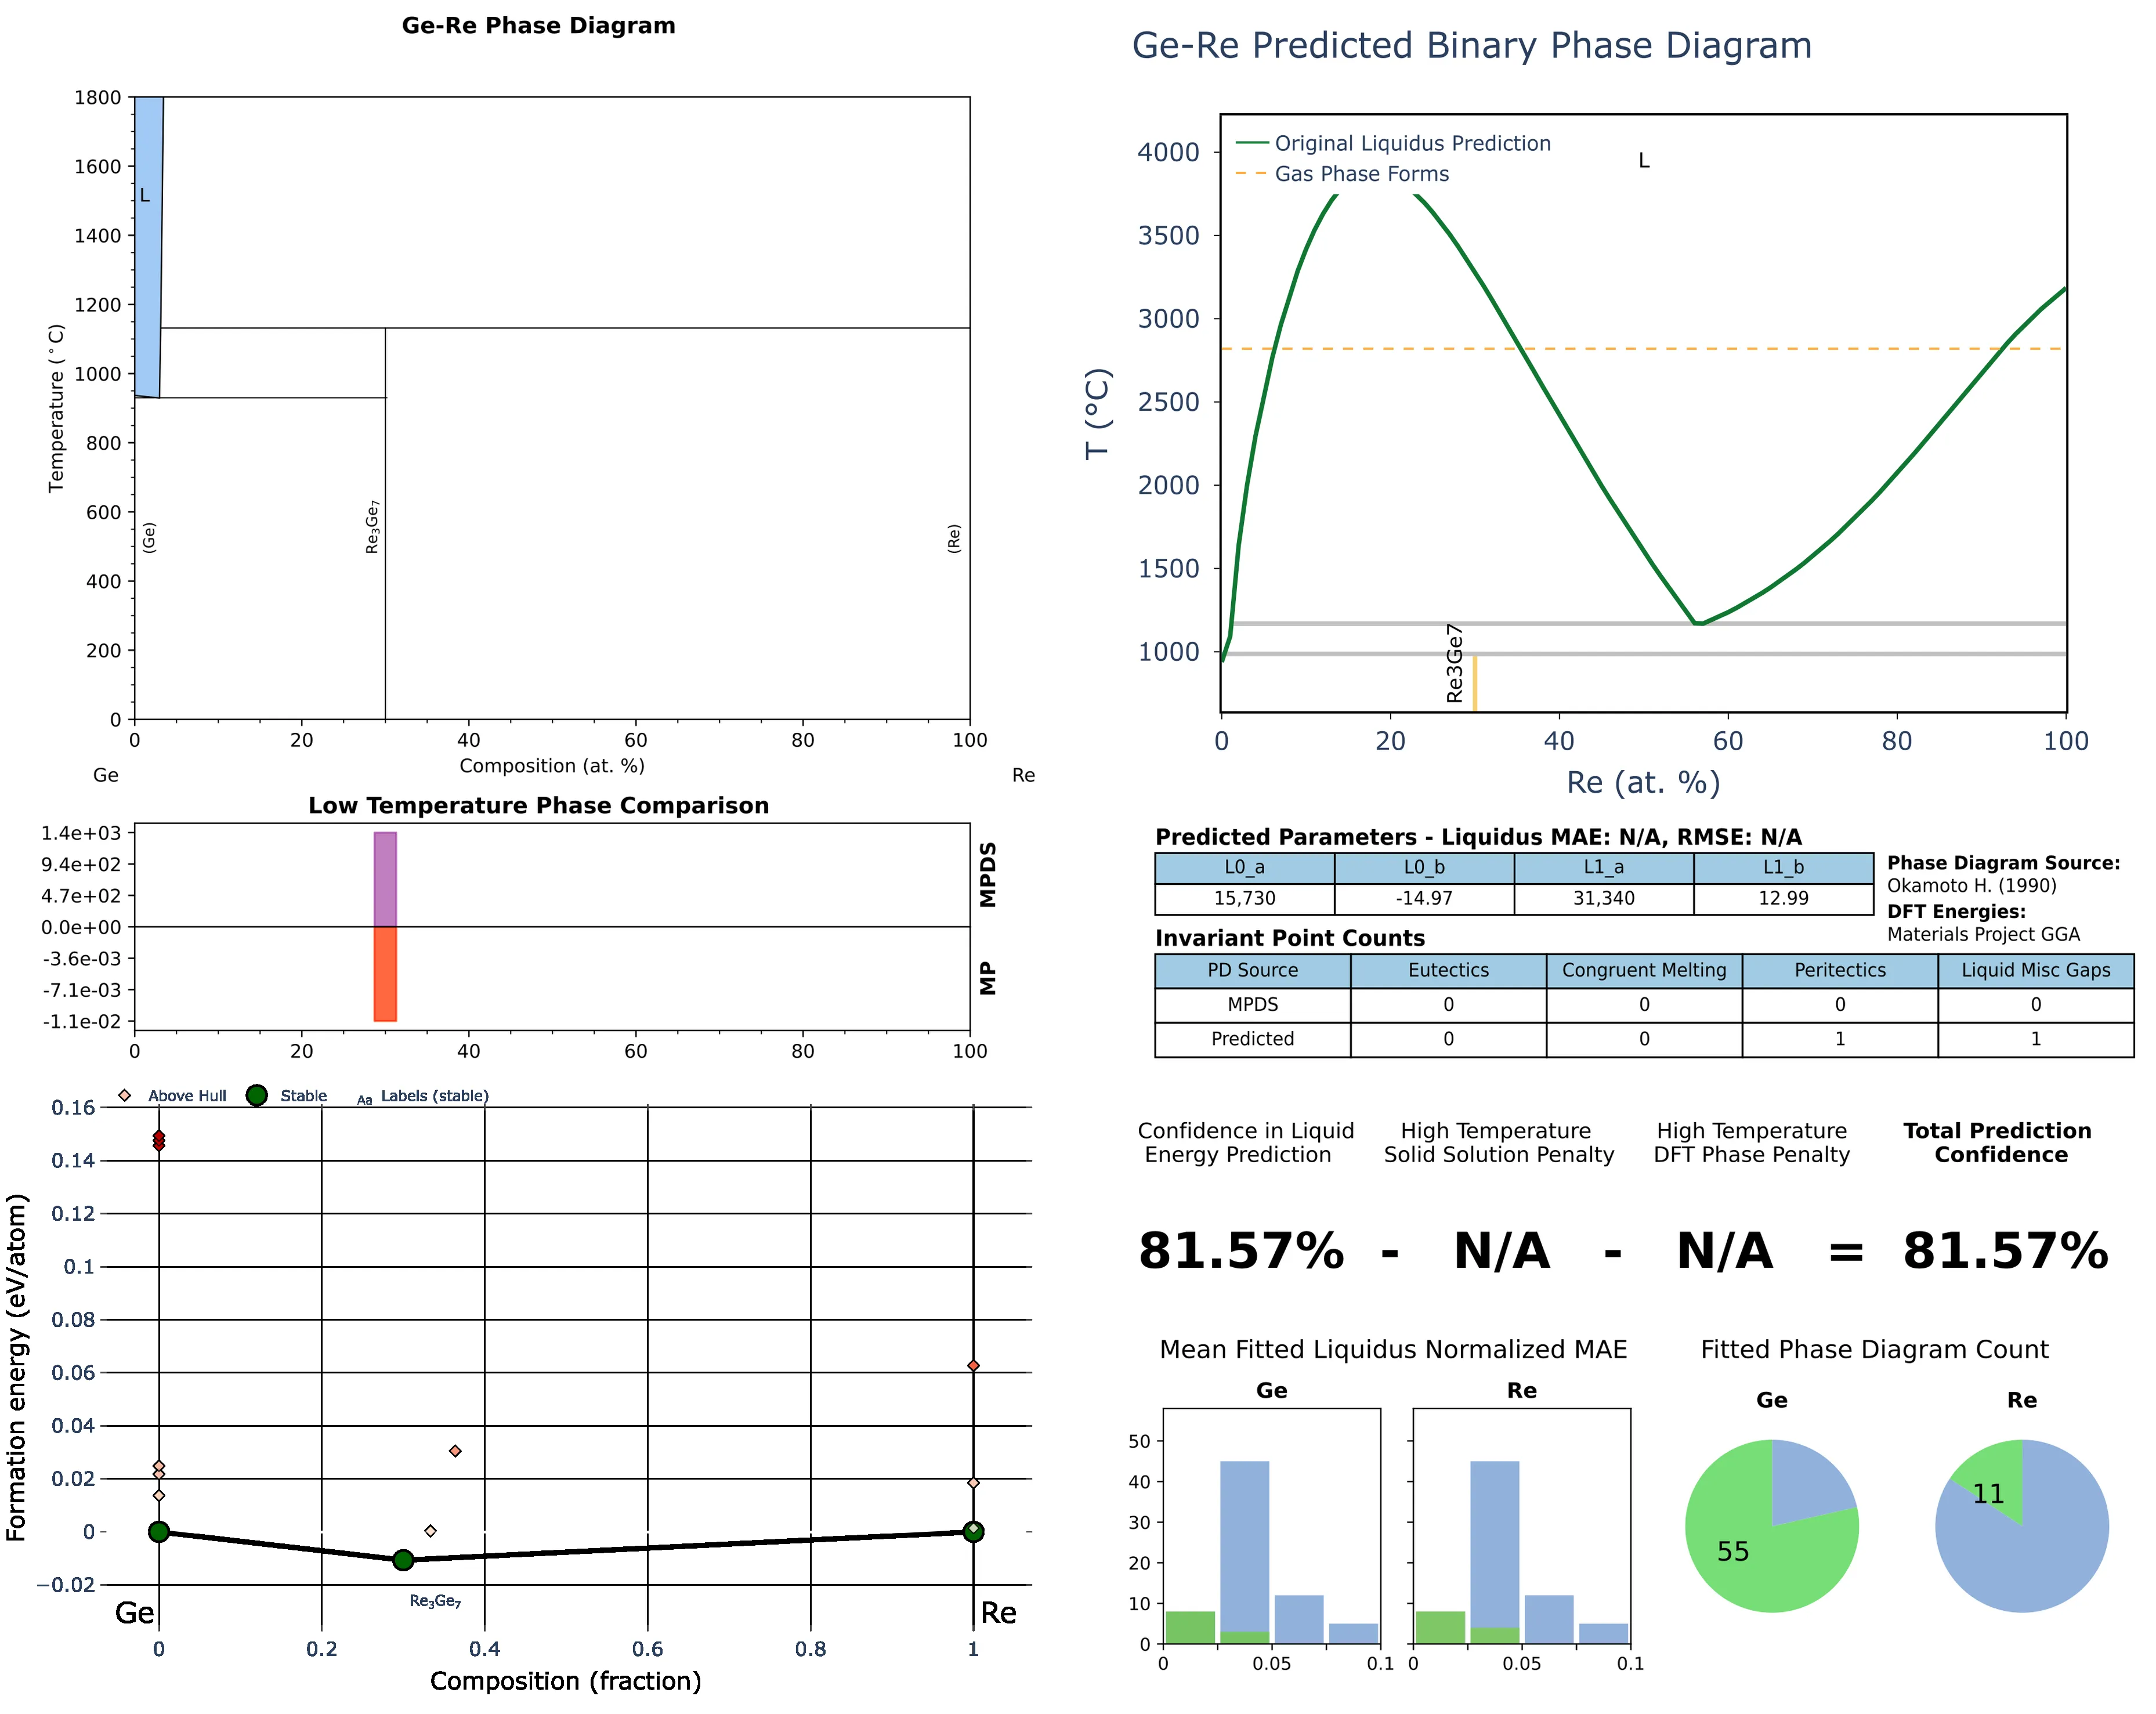 Ge-Re Phase Diagram
1800
1600
1400
1200
1000
800
600
400
200
0
Temperature (°C)
L
(Ge)
Re3Ge7
(Re)
0 20 40 60 80 100
Composition (at. %)
Ge
Re
Low Temperature Phase Comparison
1.4e+03
9.4e+02
4.7e+02
0.0e+00
-3.6e-03
-7.1e-03
-1.1e-02
MPDS
MP
0 20 40 60 80 100
Above Hull Stable Aa Labels (stable)
0.16
0.14
0.12
0.1
0.08
0.06
0.04
0.02
0
−0.02
Formation energy (eV/atom)
Re3Ge7
Ge
Re
0 0.2 0.4 0.6 0.8 1
Composition (fraction)
Ge-Re Predicted Binary Phase Diagram
Original Liquidus Prediction
Gas Phase Forms
L
4000
3500
3000
2500
2000
1500
1000
T (°C)
Re3Ge7
0 20 40 60 80 100
Re (at. %)
Predicted Parameters - Liquidus MAE: N/A, RMSE: N/A
L0_a L0_b L1_a L1_b
15,730 -14.97 31,340 12.99
Phase Diagram Source:
Okamoto H. (1990)
DFT Energies:
Materials Project GGA
Invariant Point Counts
PD Source Eutectics Congruent Melting Peritectics Liquid Misc Gaps
MPDS 0 0 0 0
Predicted 0 0 1 1
Confidence in Liquid
Energy Prediction
High Temperature
Solid Solution Penalty
High Temperature
DFT Phase Penalty
Total Prediction
Confidence
81.57% - N/A - N/A = 81.57%
Mean Fitted Liquidus Normalized MAE
Ge
Re
50
40
30
20
10
0
0 0.05 0.1
0 0.05 0.1
Fitted Phase Diagram Count
Ge
Re
55
11